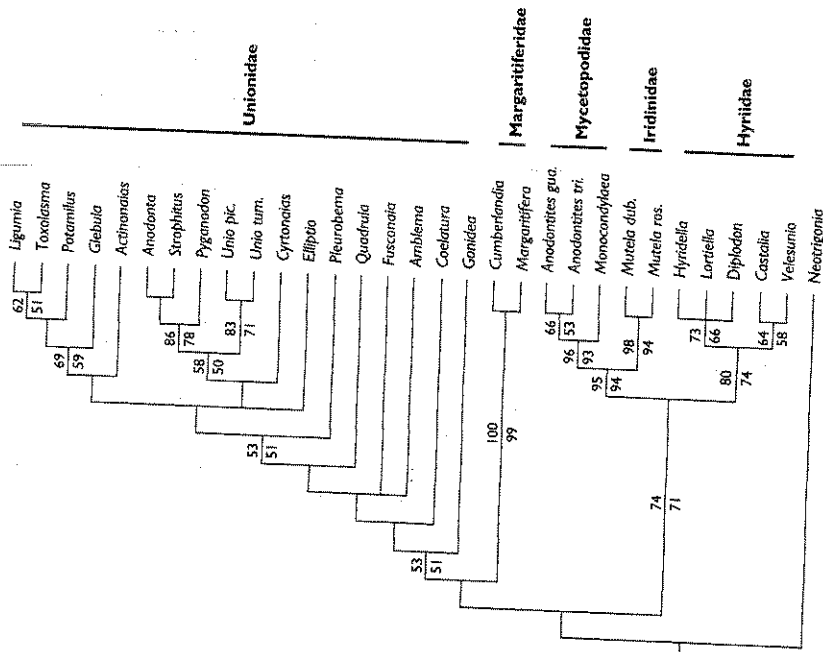 Unionidae
Margaritiferidae
Mycetopodidae
Iridinidae
Hyriidae
Ligumia
Toxolasma
Potamilus
Glebula
Actinonaias
Anodonta
Strophitus
Pyganodon
Unio pic.
Unio tum.
Cyrtonaias
Elliptio
Pleurobema
Quadrula
Fusconaia
Amblema
Coelatura
Gonidea
Cumberlandia
Margaritifera
Anodontites gua.
Anodontites tri.
Monocondylaea
Mutela dub.
Mutela ros.
Hyridella
Lortiella
Diplodon
Castalia
Velesunio
Neotrigonia
62
51
69
59
86
78
83
71
58
50
53
51
53
51
100
99
66
53
96
93
95
94
98
94
73
66
64
58
80
74
74
71